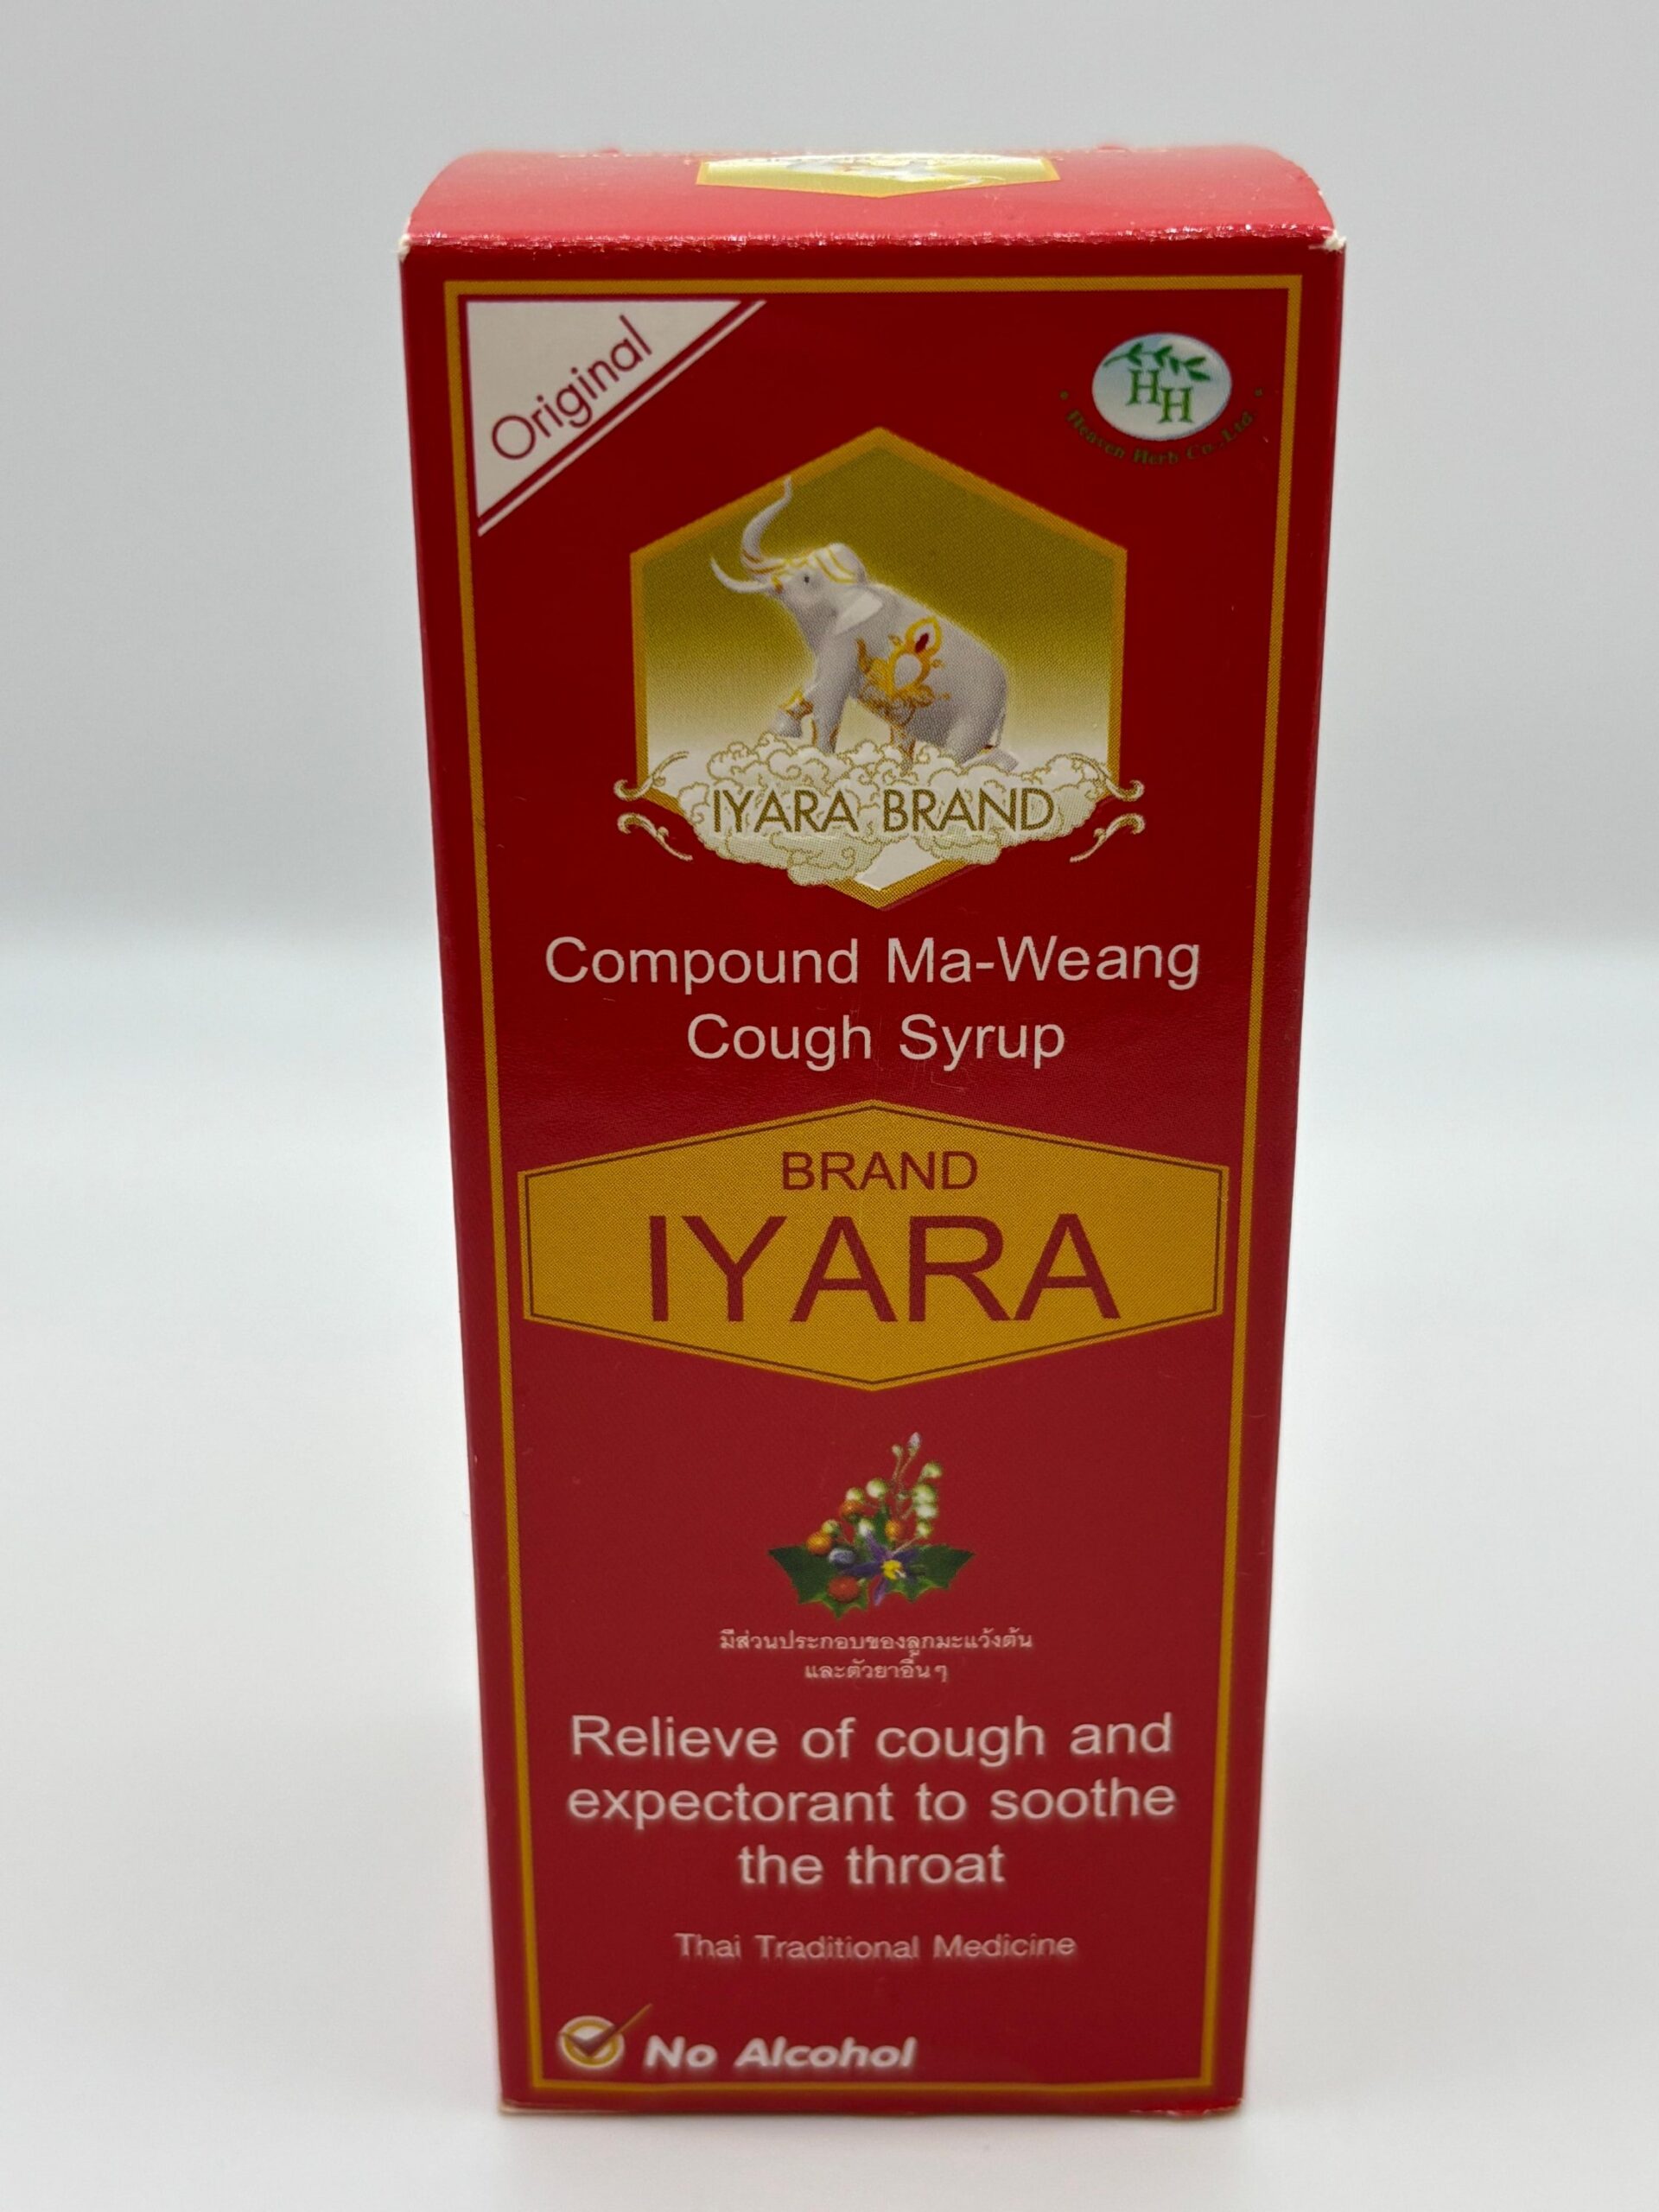 Original
HH
Heaven Herb Co.,Ltd
IYARA BRAND
Compound Ma-Weang
Cough Syrup
BRAND
IYARA
มีส่วนประกอบของลูกมะแว้งต้น
และตัวยาอื่นๆ
Relieve of cough and
expectorant to soothe
the throat
Thai Traditional Medicine
No Alcohol